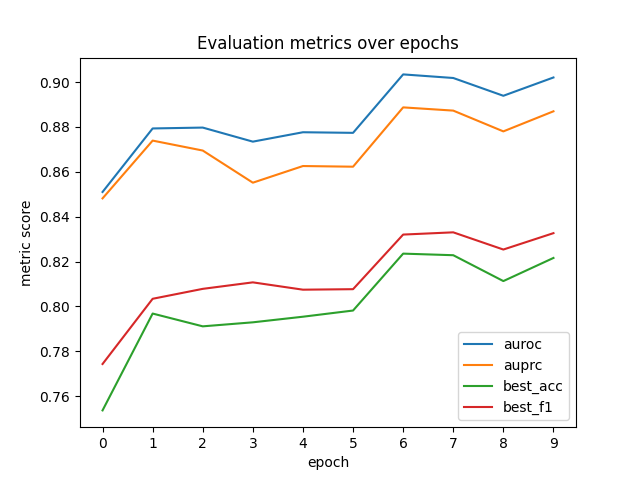 Evaluation metrics over epochs
metric score
0.90
0.88
0.86
0.84
0.82
0.80
0.78
0.76
auroc
auprc
best_acc
best_f1
0 1 2 3 4 5 6 7 8 9
epoch